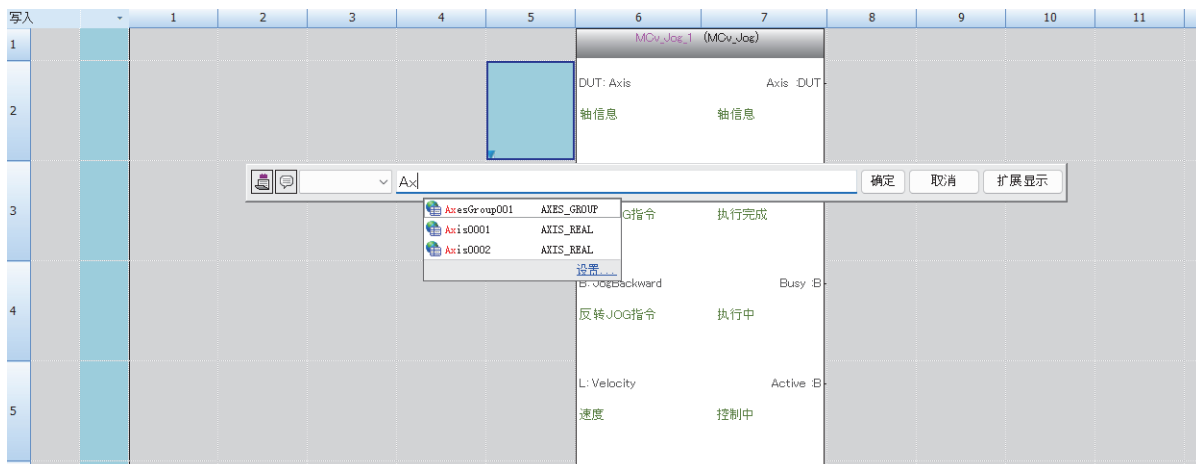 写入 1 2 3 4 5 6 7 8 9 10 11
1 MCv_Jog_1 (MCv_Jog)
DUT: Axis Axis :DUT
2 轴信息 轴信息
Ax 确定 取消 扩展显示
AxesGroup001 AXES_GROUP
3 G指令 执行完成
Axis0001 AXIS_REAL
Axis0002 AXIS_REAL
设置...
B: JogBackward Busy :B
4 反转JOG指令 执行中
L: Velocity Active :B
5 速度 控制中